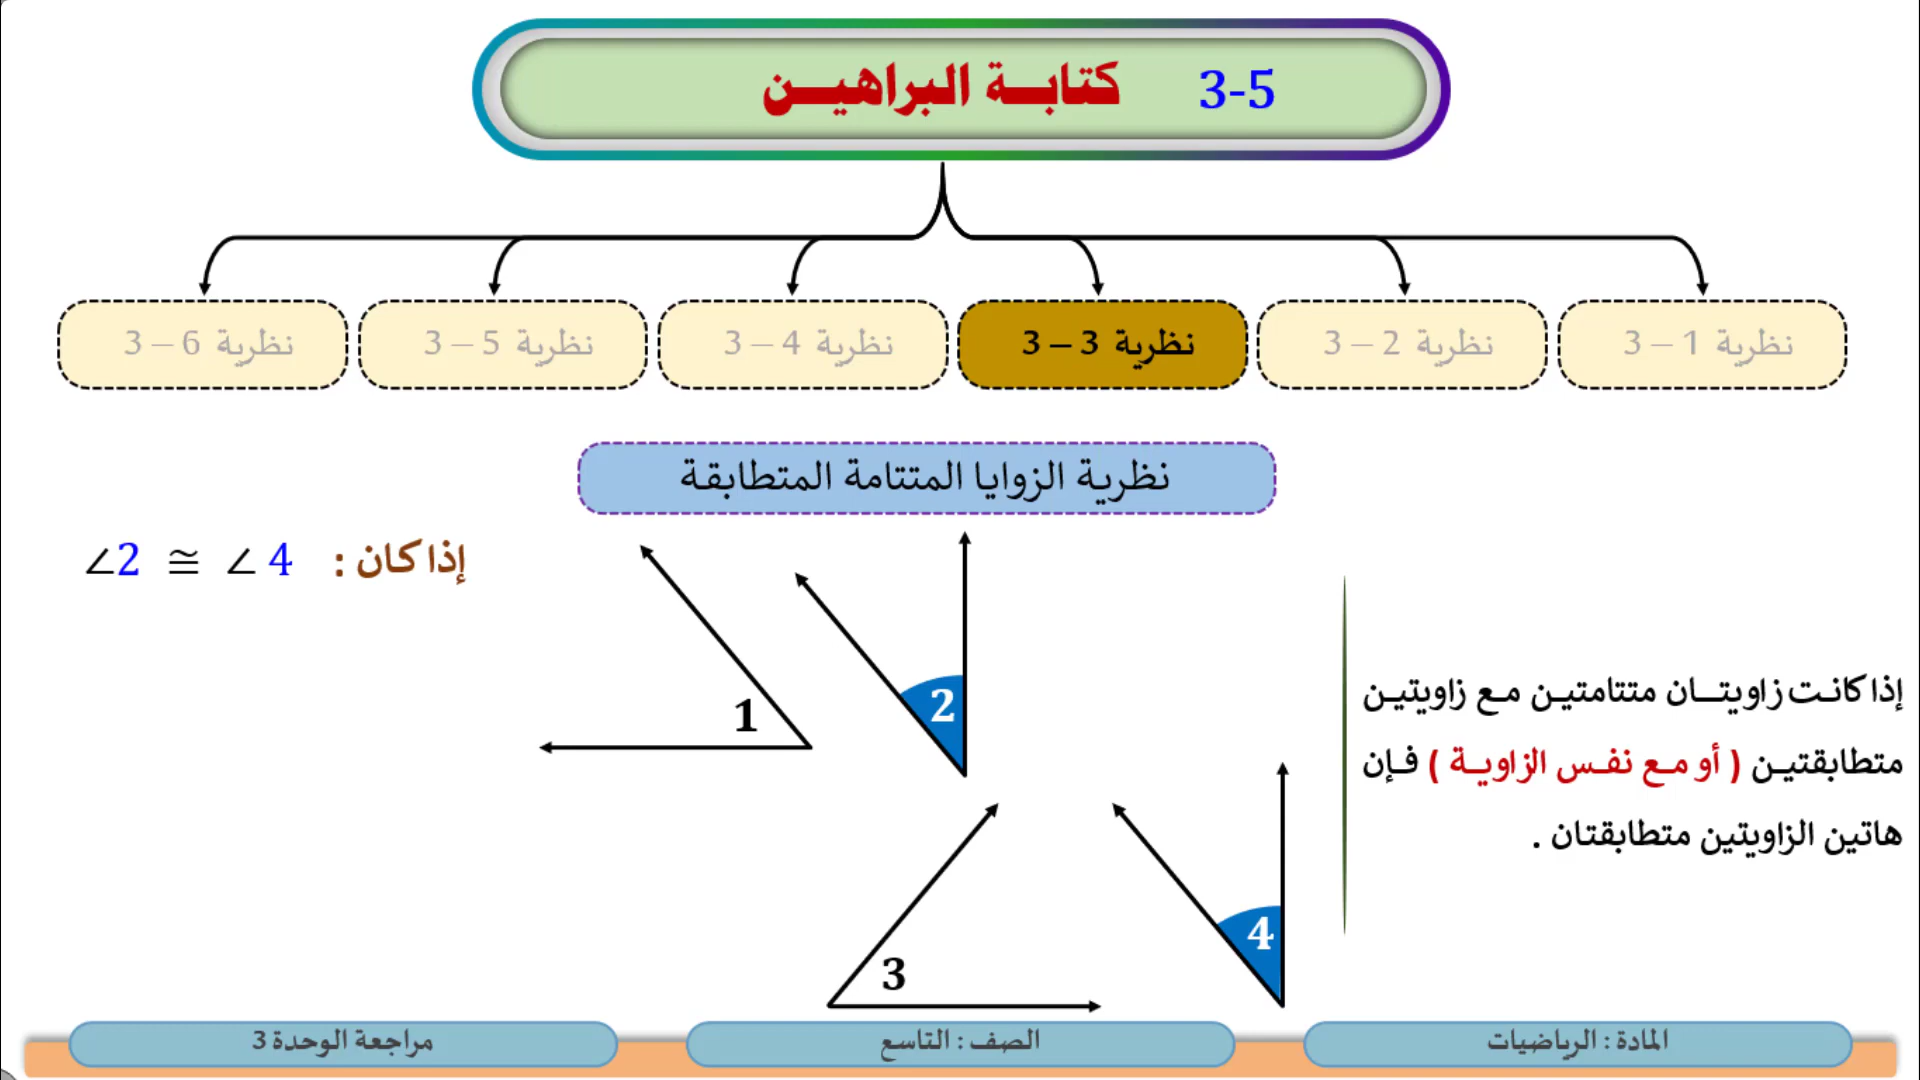 3-5 كتابة البراهين
نظرية 1 – 3
نظرية 2 – 3
نظرية 3 – 3
نظرية 4 – 3
نظرية 5 – 3
نظرية 6 – 3
نظرية الزوايا المتتامة المتطابقة
إذا كان : ∠2 ≅ ∠ 4
1
2
3
4
إذا كانت زاويتان متتامتين مع زاويتين
متطابقتين ( أو مع نفس الزاوية ) فإن
هاتين الزاويتين متطابقتان .
المادة : الرياضيات
الصف : التاسع
مراجعة الوحدة 3